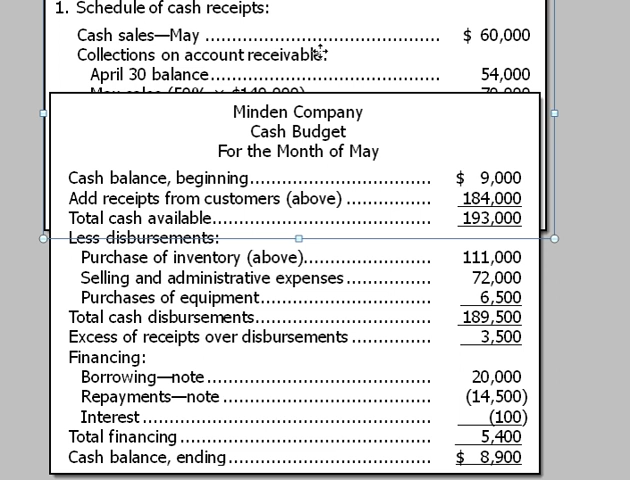 1. Schedule of cash receipts:
Cash sales—May ........................................ $ 60,000
Collections on account receivable:
April 30 balance....................................... 54,000
Minden Company
Cash Budget
For the Month of May
Cash balance, beginning................................. $ 9,000
Add receipts from customers (above) ............... 184,000
Total cash available....................................... 193,000
Less disbursements:
Purchase of inventory (above)....................... 111,000
Selling and administrative expenses............... 72,000
Purchases of equipment............................... 6,500
Total cash disbursements................................ 189,500
Excess of receipts over disbursements .............. 3,500
Financing:
Borrowing—note........................................ 20,000
Repayments—note ..................................... (14,500)
Interest ................................................... (100)
Total financing ............................................. 5,400
Cash balance, ending..................................... $ 8,900